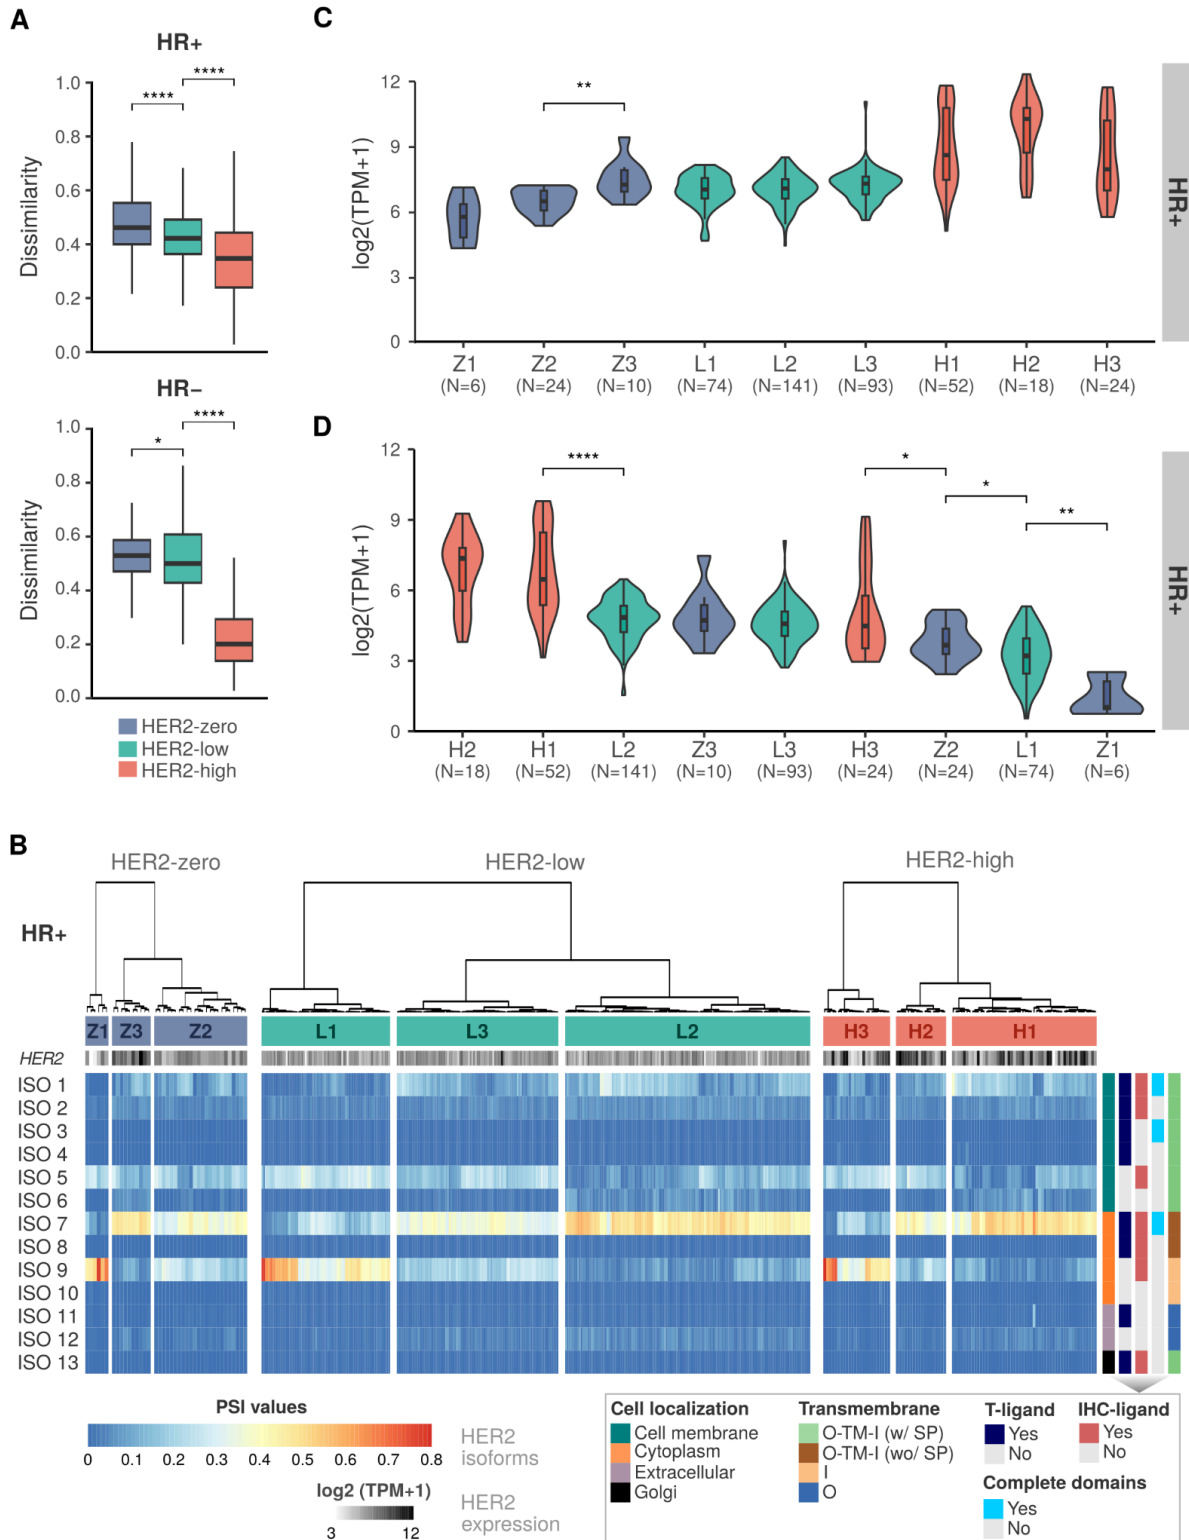 A
HR+
Dissimilarity
1.0
0.8
0.6
0.4
0.2
0.0
****
****
HR−
Dissimilarity
1.0
0.8
0.6
0.4
0.2
0.0
*
****
HER2-zero
HER2-low
HER2-high
C
log2(TPM+1)
12
9
6
3
0
**
Z1 Z2 Z3 L1 L2 L3 H1 H2 H3
(N=6) (N=24) (N=10) (N=74) (N=141) (N=93) (N=52) (N=18) (N=24)
HR+
D
log2(TPM+1)
12
9
6
3
0
****
*
*
**
H2 H1 L2 Z3 L3 H3 Z2 L1 Z1
(N=18) (N=52) (N=141) (N=10) (N=93) (N=24) (N=24) (N=74) (N=6)
HR+
B
HER2-zero HER2-low HER2-high
HR+
Z1 Z3 Z2 L1 L3 L2 H3 H2 H1
HER2
ISO 1
ISO 2
ISO 3
ISO 4
ISO 5
ISO 6
ISO 7
ISO 8
ISO 9
ISO 10
ISO 11
ISO 12
ISO 13
PSI values
0 0.1 0.2 0.3 0.4 0.5 0.6 0.7 0.8
HER2
isoforms
log2 (TPM+1)
3 12
HER2
expression
Cell localization
Cell membrane
Cytoplasm
Extracellular
Golgi
Transmembrane
O-TM-I (w/ SP)
O-TM-I (wo/ SP)
I
O
T-ligand
Yes
No
IHC-ligand
Yes
No
Complete domains
Yes
No